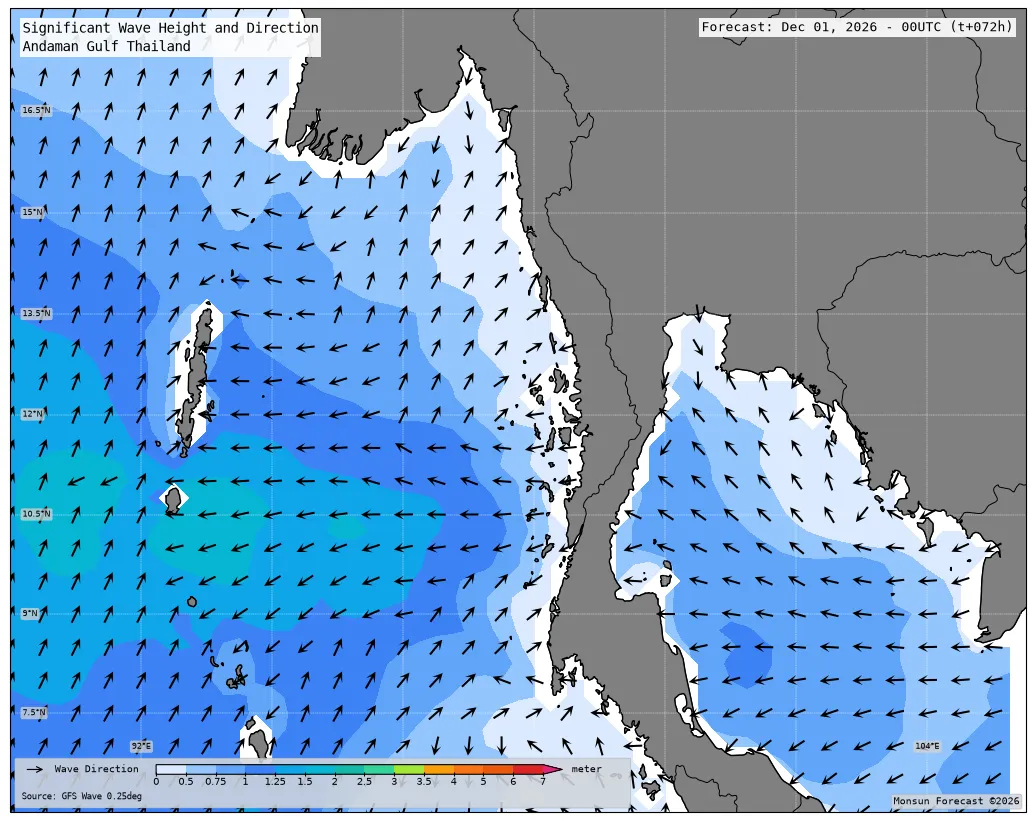 Significant Wave Height and Direction
Andaman Gulf Thailand
Forecast: Dec 01, 2026 - 00UTC (t+072h)
16.5°N
15°N
13.5°N
12°N
10.5°N
9°N
7.5°N
92°E
104°E
Wave Direction
0.5 0.75 1 1.25 1.5 2 2.5 3 3.5 4 5 6 7 meter
Source: GFS Wave 0.25deg
Monsun Forecast ©2026